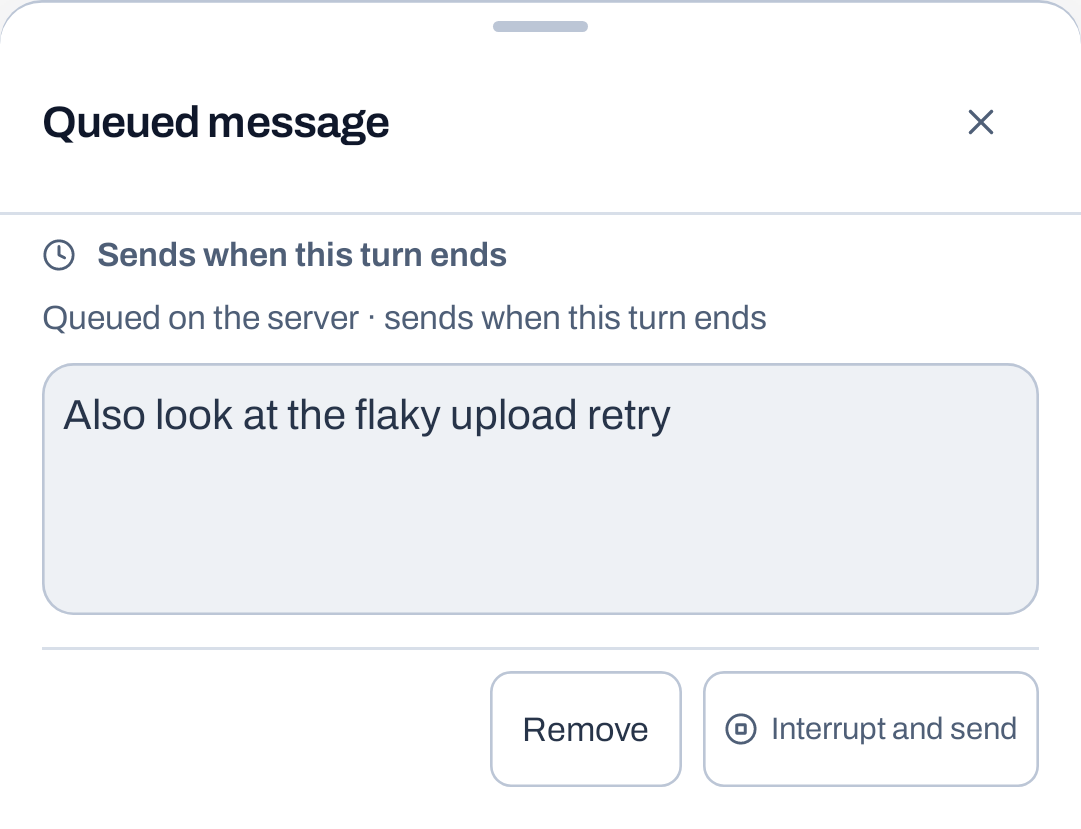 Queued message
Sends when this turn ends
Queued on the server · sends when this turn ends
Also look at the flaky upload retry
Remove
Interrupt and send